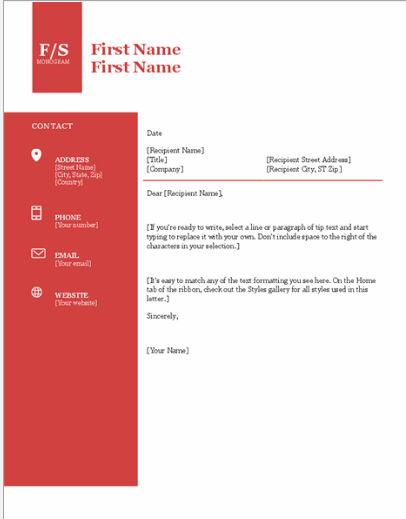 F/S
MONOGRAM
First Name
First Name
CONTACT
ADDRESS
[Street Name]
[City, State, Zip]
[Country]
PHONE
[Your number]
EMAIL
[Your email]
WEBSITE
[Your website]
Date
[Recipient Name]
[Title]
[Company]
[Recipient Street Address]
[Recipient City, ST Zip]
Dear [Recipient Name],
[If you're ready to write, select a line or paragraph of tip text and start
typing to replace it with your own. Don't include space to the right of the
characters in your selection.]
[It's easy to match any of the text formatting you see here. On the Home
tab of the ribbon, check out the Styles gallery for all styles used in this
letter.]
Sincerely,
[Your Name]